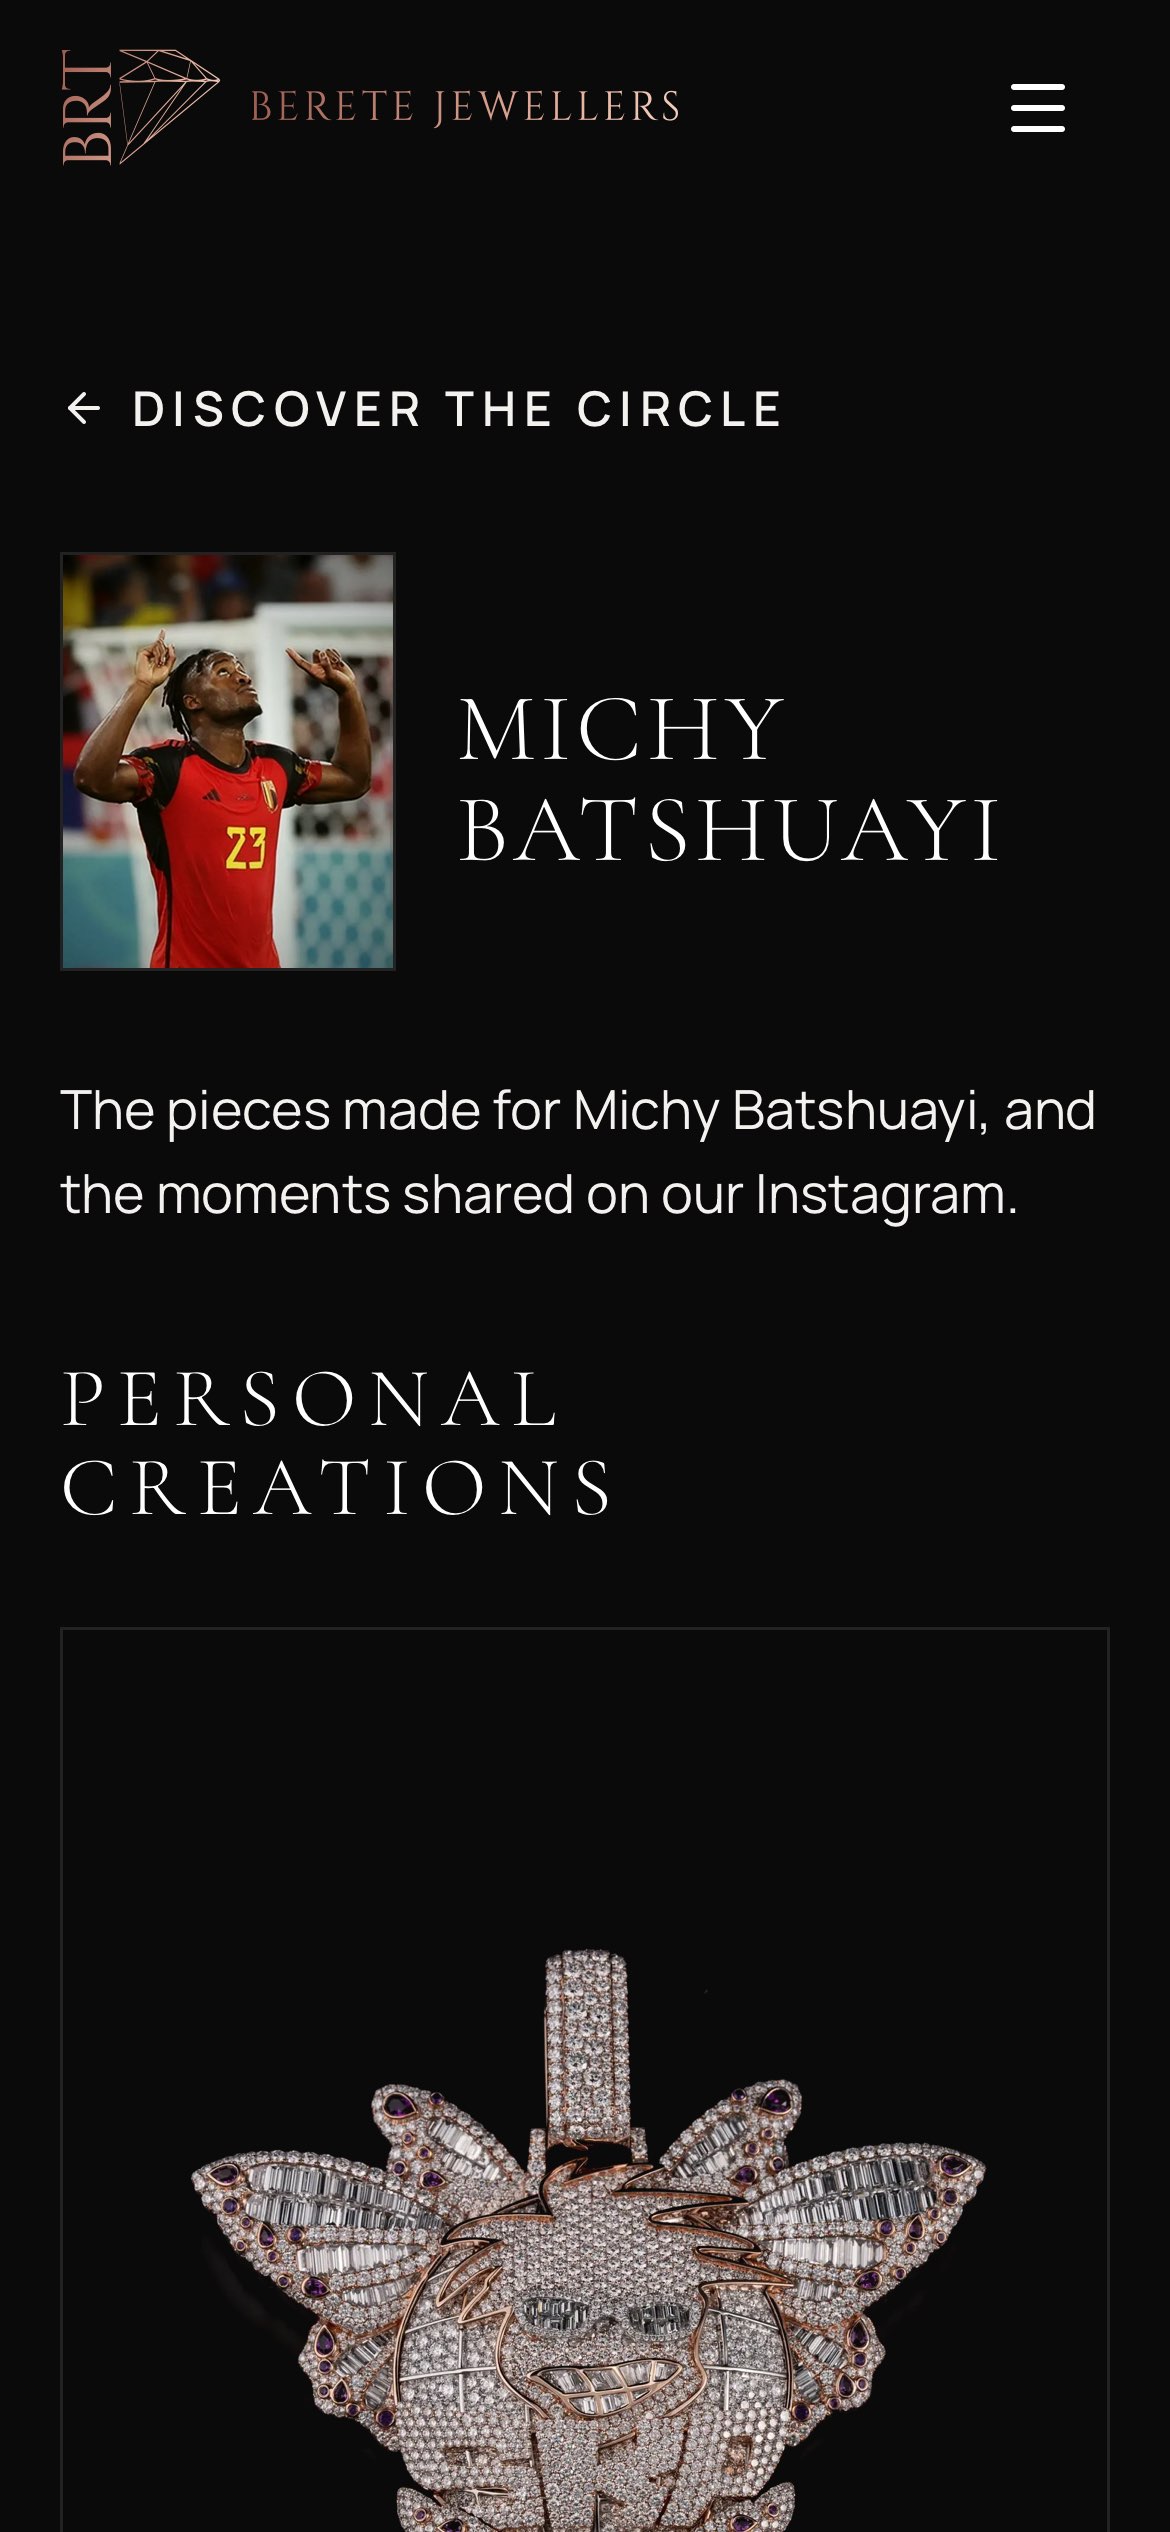 BRT
BERETE JEWELLERS
DISCOVER THE CIRCLE
23
MICHY
BATSHUAYI
The pieces made for Michy Batshuayi, and
the moments shared on our Instagram.
PERSONAL
CREATIONS